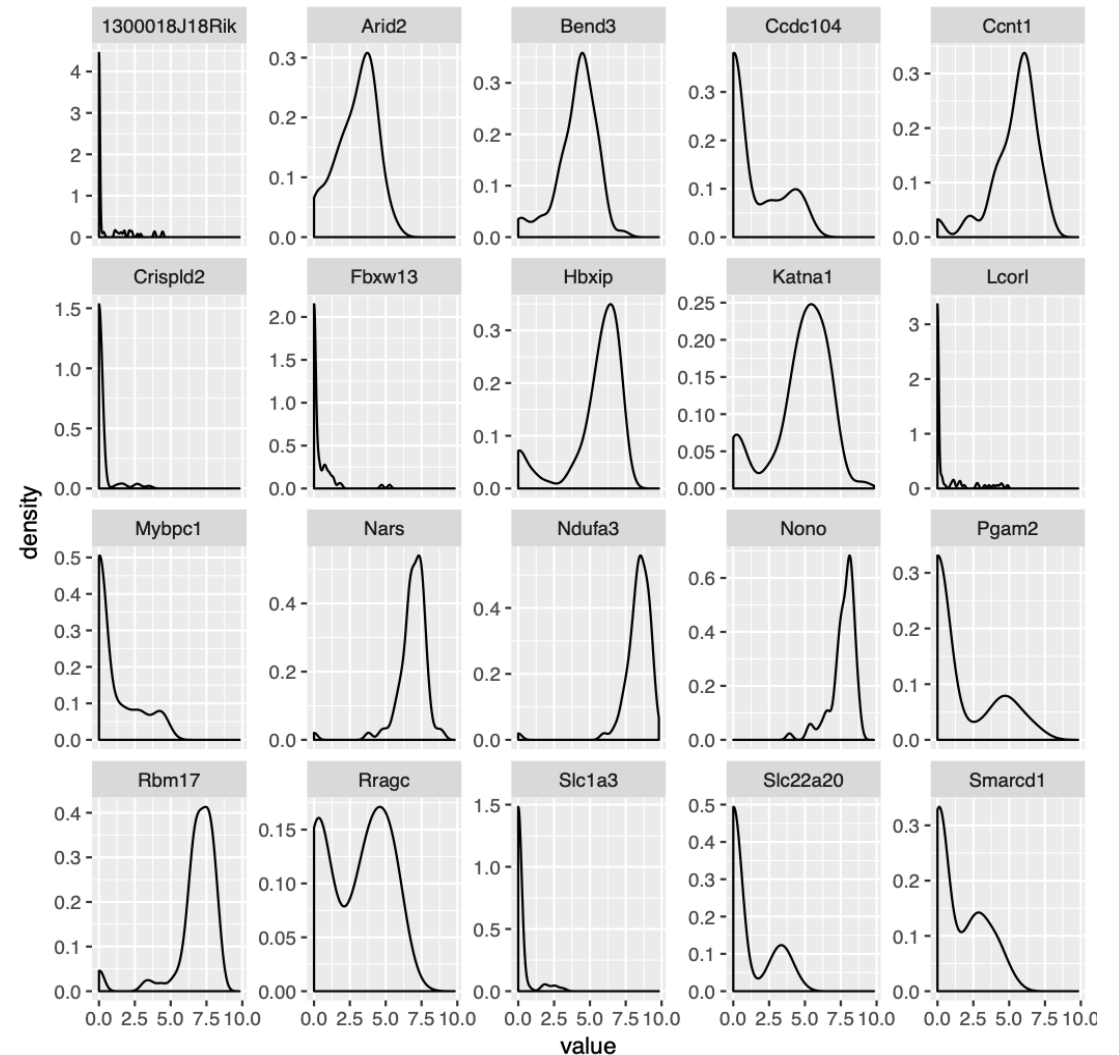 1300018J18Rik Arid2 Bend3 Ccdc104 Ccnt1
4 3 2 1 0
0.3 0.2 0.1 0.0
0.3 0.2 0.1 0.0
0.3 0.2 0.1 0.0
0.3 0.2 0.1 0.0
Crispld2 Fbxw13 Hbxip Katna1 Lcorl
1.5 1.0 0.5 0.0
2.0 1.5 1.0 0.5 0.0
0.3 0.2 0.1 0.0
0.25 0.20 0.15 0.10 0.05 0.00
3 2 1 0
density
Mybpc1 Nars Ndufa3 Nono Pgam2
0.5 0.4 0.3 0.2 0.1 0.0
0.4 0.2 0.0
0.4 0.2 0.0
0.6 0.4 0.2 0.0
0.3 0.2 0.1 0.0
Rbm17 Rragc Slc1a3 Slc22a20 Smarcd1
0.4 0.3 0.2 0.1 0.0
0.15 0.10 0.05 0.00
1.5 1.0 0.5 0.0
0.5 0.4 0.3 0.2 0.1 0.0
0.3 0.2 0.1 0.0
0.0 2.5 5.0 7.5 10.0 0.0 2.5 5.0 7.5 10.0 0.0 2.5 5.0 7.5 10.0 0.0 2.5 5.0 7.5 10.0 0.0 2.5 5.0 7.5 10.0
value